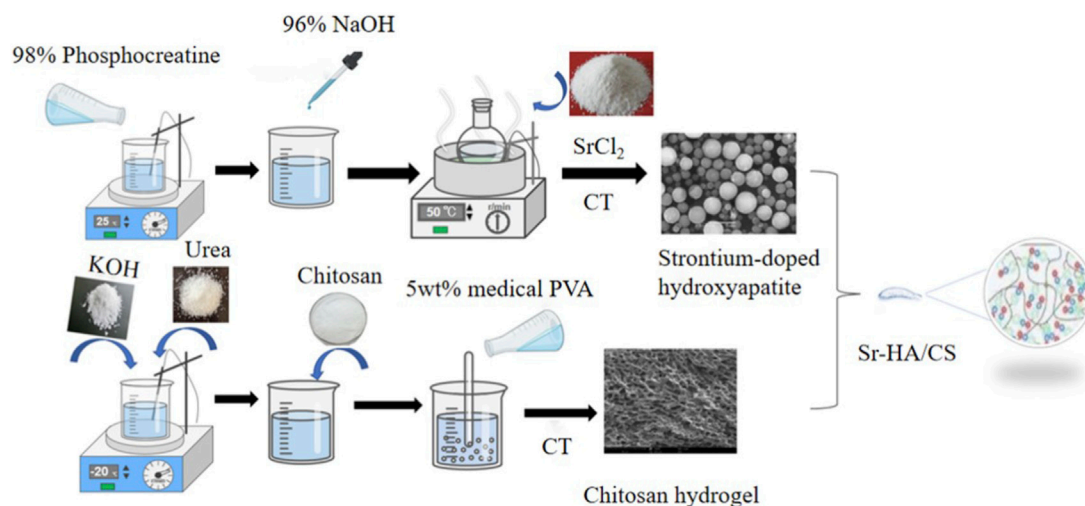 96% NaOH
98% Phosphocreatine
SrCl₂
CT
25
50 ℃
r/min
Strontium-doped
hydroxyapatite
KOH
Urea
Chitosan
5wt% medical PVA
Sr-HA/CS
-20
CT
Chitosan hydrogel